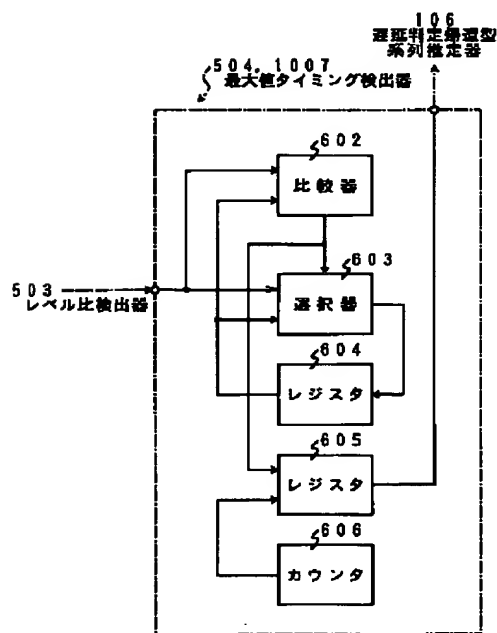 106
遅延判定帰還型
系列推定器
504, 1007
最大値タイミング検出器
602
比較器
603
選択器
503
レベル比検出器
604
レジスタ
605
レジスタ
606
カウンタ